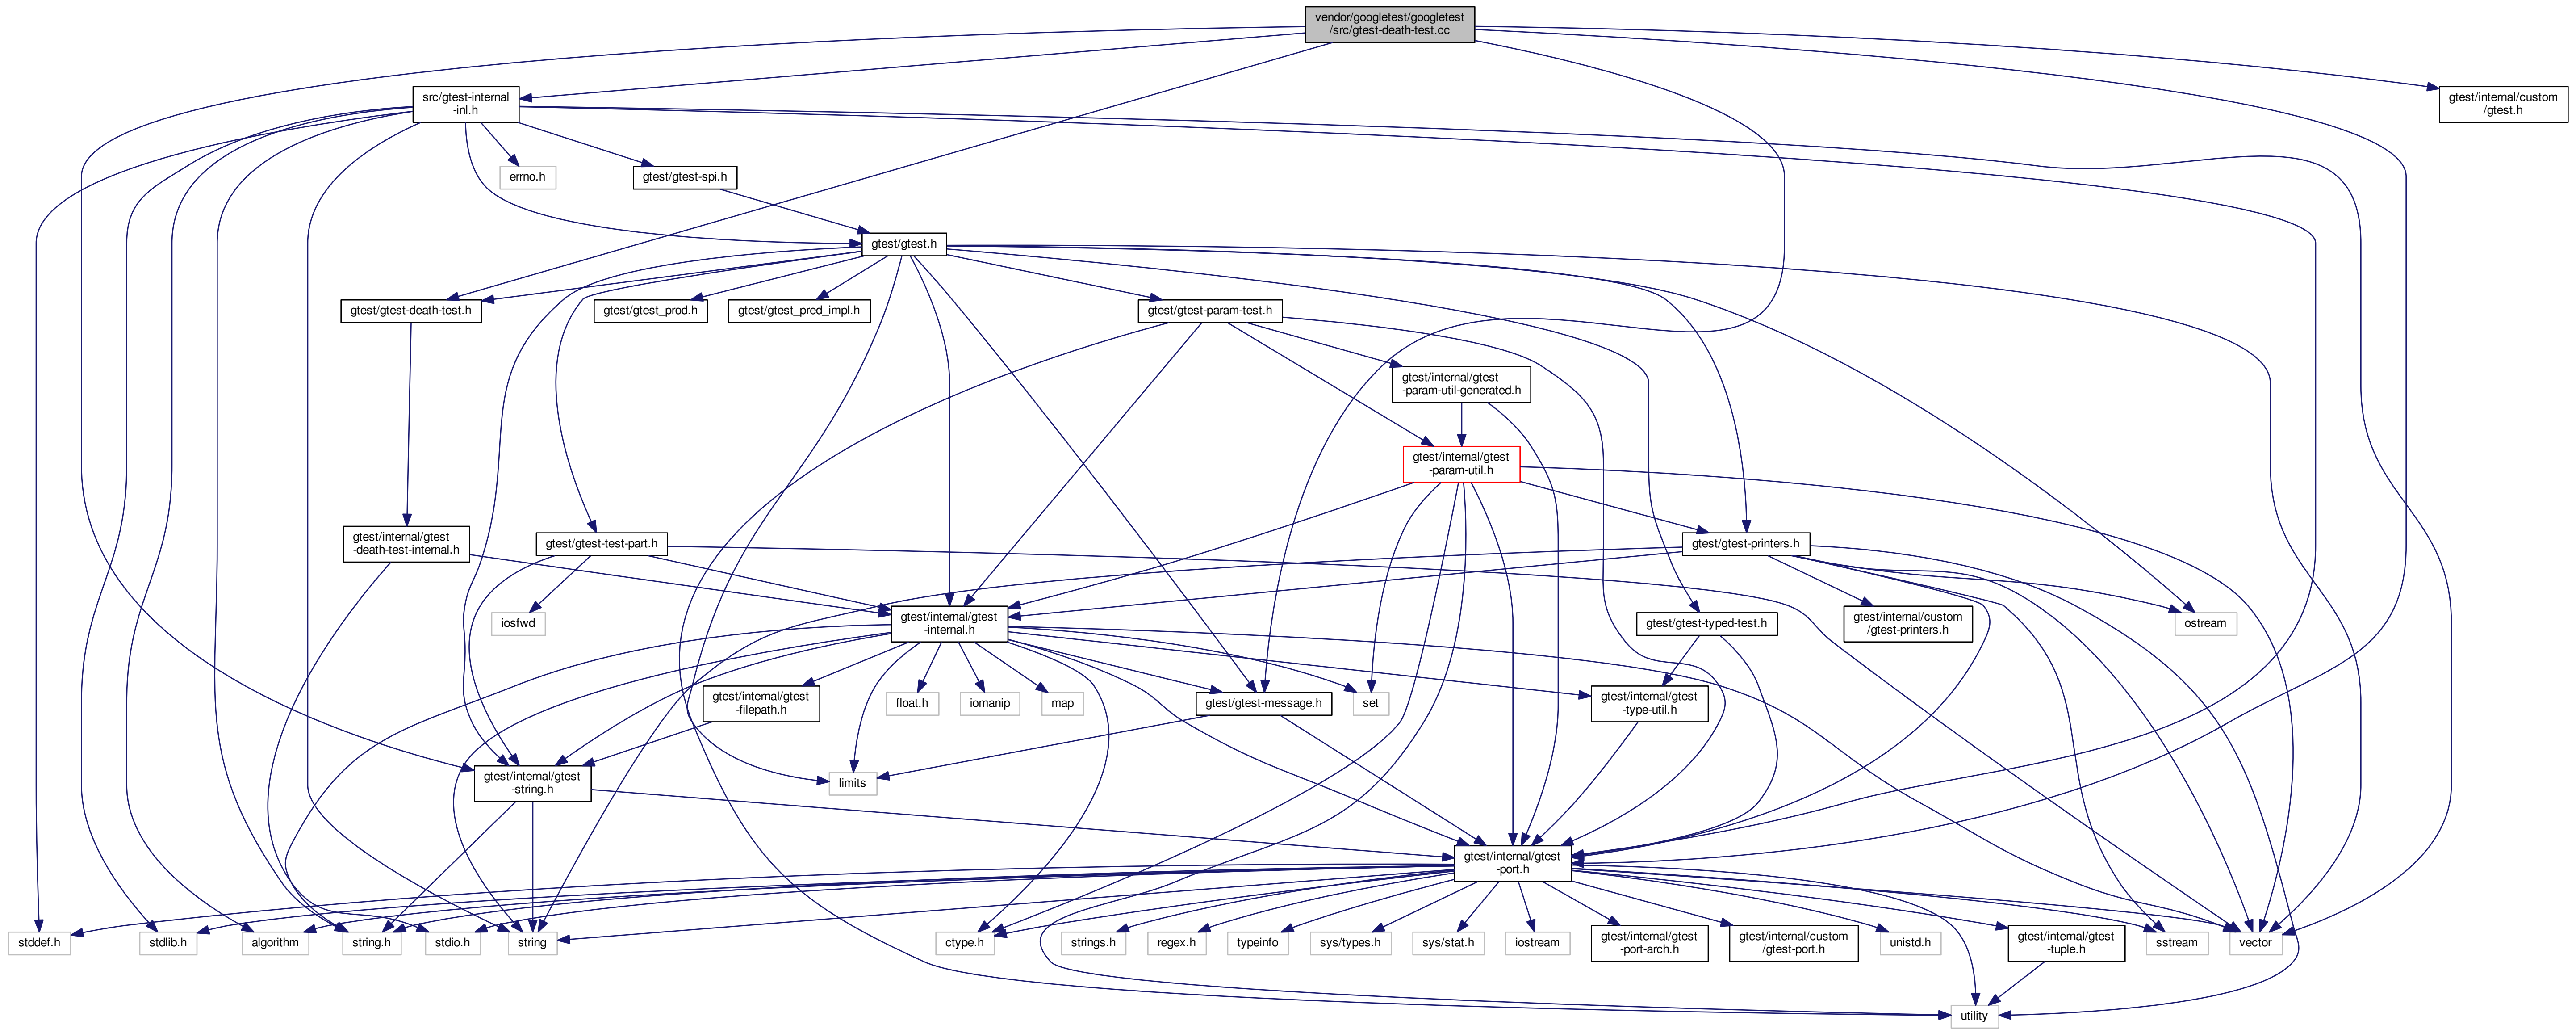 vendor/googletest/googletest
/src/gtest-death-test.cc
src/gtest-internal
-inl.h
gtest/internal/custom
/gtest.h
errno.h
gtest/gtest-spi.h
gtest/gtest.h
gtest/gtest-death-test.h
gtest/gtest_prod.h
gtest/gtest_pred_impl.h
gtest/gtest-param-test.h
gtest/internal/gtest
-param-util-generated.h
gtest/internal/gtest
-param-util.h
gtest/internal/gtest
-death-test-internal.h
gtest/gtest-test-part.h
gtest/gtest-printers.h
iosfwd
gtest/internal/gtest
-internal.h
gtest/gtest-typed-test.h
gtest/internal/custom
/gtest-printers.h
ostream
gtest/internal/gtest
-filepath.h
float.h
iomanip
map
gtest/gtest-message.h
set
gtest/internal/gtest
-type-util.h
gtest/internal/gtest
-string.h
limits
gtest/internal/gtest
-port.h
stddef.h
stdlib.h
algorithm
string.h
stdio.h
string
ctype.h
strings.h
regex.h
typeinfo
sys/types.h
sys/stat.h
iostream
gtest/internal/gtest
-port-arch.h
gtest/internal/custom
/gtest-port.h
unistd.h
gtest/internal/gtest
-tuple.h
sstream
vector
utility